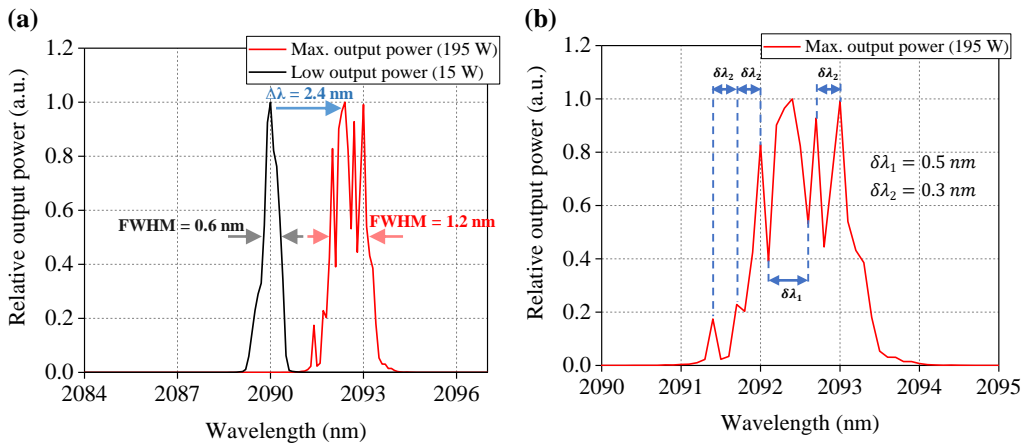 (a)
Max. output power (195 W)
Low output power (15 W)
Δλ = 2.4 nm
FWHM = 0.6 nm
FWHM = 1.2 nm
Relative output power (a.u.)
1.2
1.0
0.8
0.6
0.4
0.2
0.0
2084 2087 2090 2093 2096
Wavelength (nm)
(b)
Max. output power (195 W)
δλ₂ δλ₂ δλ₂
δλ₁ = 0.5 nm
δλ₂ = 0.3 nm
δλ₁
Relative output power (a.u.)
1.2
1.0
0.8
0.6
0.4
0.2
0.0
2090 2091 2092 2093 2094 2095
Wavelength (nm)